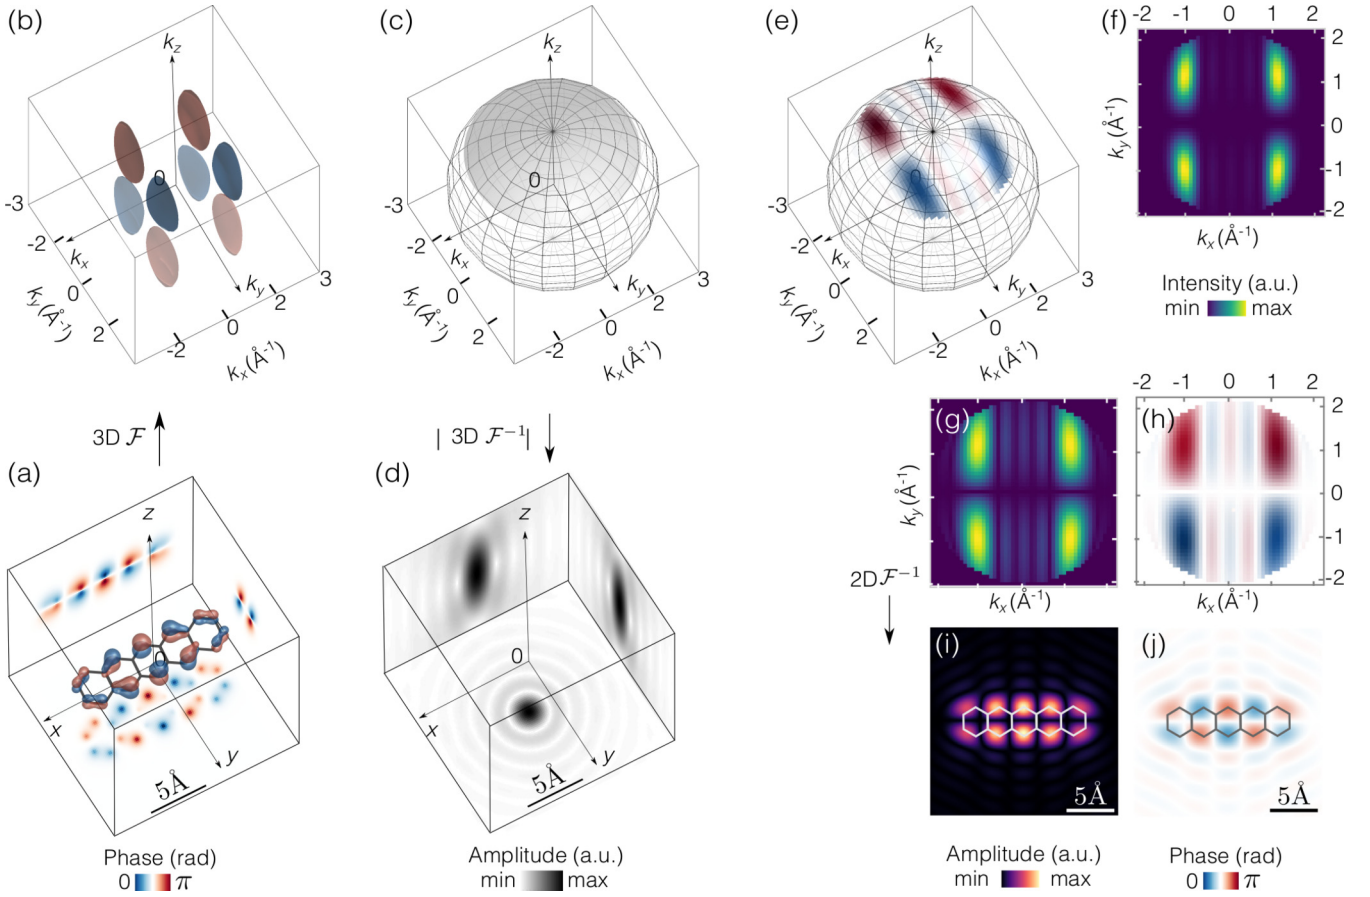 (b)
k_z
0
-3
-2
0
2
k_x
k_y
k_y(Å⁻¹)
-2
0
2
3
k_x(Å⁻¹)
(c)
k_z
0
-3
-2
0
2
k_x
k_y
k_y(Å⁻¹)
-2
0
2
3
k_x(Å⁻¹)
(e)
k_z
0
-3
-2
0
2
k_x
k_y
k_y(Å⁻¹)
-2
0
2
3
k_x(Å⁻¹)
(f)
-2 -1 0 1 2
2
1
0
-1
-2
k_y(Å⁻¹)
k_x(Å⁻¹)
Intensity (a.u.)
min max
3D ℱ
| 3D ℱ⁻¹|
(a)
z
0
x
y
5Å
Phase (rad)
0 π
(d)
z
0
x
y
5Å
Amplitude (a.u.)
min max
(g)
k_y(Å⁻¹)
k_x(Å⁻¹)
(h)
-2 -1 0 1 2
2
1
0
-1
-2
k_x(Å⁻¹)
2Dℱ⁻¹
(i)
5Å
Amplitude (a.u.)
min max
(j)
5Å
Phase (rad)
0 π